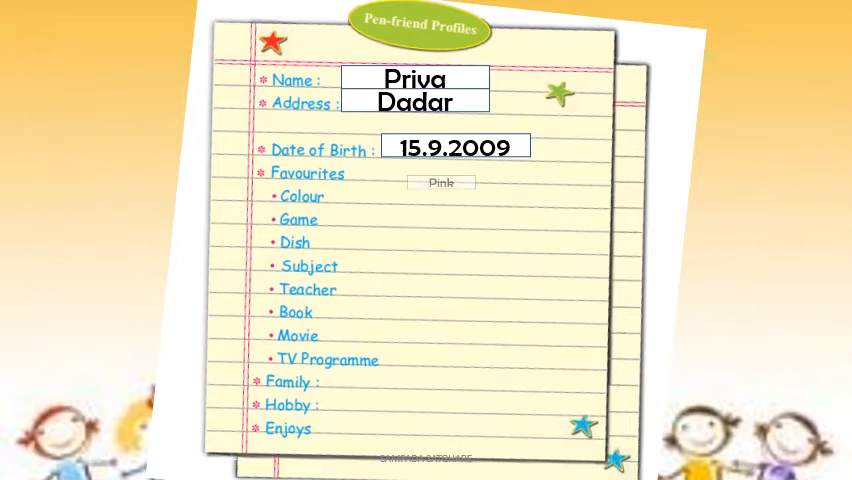 Pen-friend Profiles
Name : Priya
Address : Dadar
Date of Birth : 15.9.2009
Favourites
Pink
• Colour
• Game
• Dish
• Subject
• Teacher
• Book
• Movie
• TV Programme
Family :
Hobby :
Enjoys